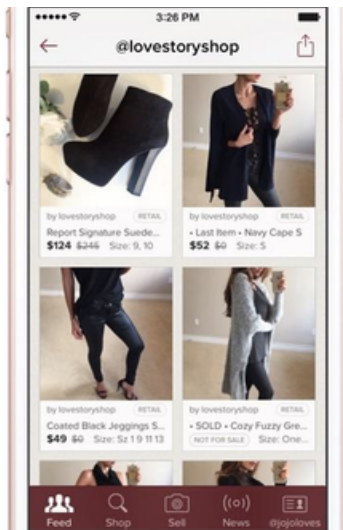 3:26 PM
@lovestoryshop
by lovestoryshop RETAIL
Report Signature Suede...
$124 $245 Size: 9, 10
by lovestoryshop RETAIL
• Last Item • Navy Cape S
$52 $0 Size: S
by lovestoryshop RETAIL
Coated Black Jeggings S...
$49 $0 Size: Sz 1 9 11 13
by lovestoryshop RETAIL
• SOLD • Cozy Fuzzy Gre...
NOT FOR SALE Size: One...
Feed Shop Sell News @jojoloves